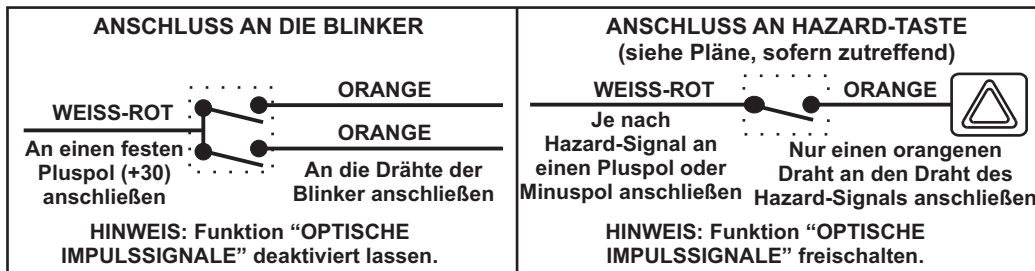 ANSCHLUSS AN DIE BLINKER
ORANGE
WEISS-ROT
ORANGE
An einen festen
Pluspol (+30)
anschließen
An die Drähte der
Blinker anschließen
HINWEIS: Funktion “OPTISCHE
IMPULSSIGNALE” deaktiviert lassen.
ANSCHLUSS AN HAZARD-TASTE
(siehe Pläne, sofern zutreffend)
WEISS-ROT
ORANGE
Je nach
Hazard-Signal an
einen Pluspol oder
Minuspol anschließen
Nur einen orangenen
Draht an den Draht des
Hazard-Signals anschließen
HINWEIS: Funktion “OPTISCHE
IMPULSSIGNALE” freischalten.